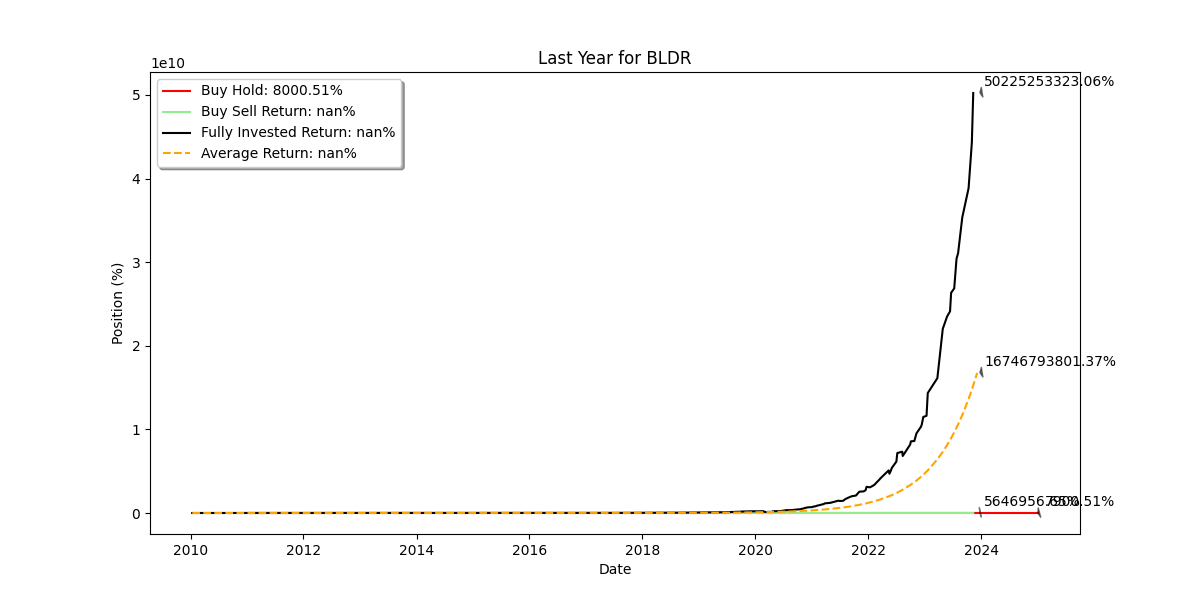 Last Year for BLDR
1e10
Buy Hold: 8000.51%
Buy Sell Return: nan%
Fully Invested Return: nan%
Average Return: nan%
50225253323.06%
16746793801.37%
5
4
3
2
1
0
Position (%)
2010
2012
2014
2016
2018
2020
2022
2024
Date